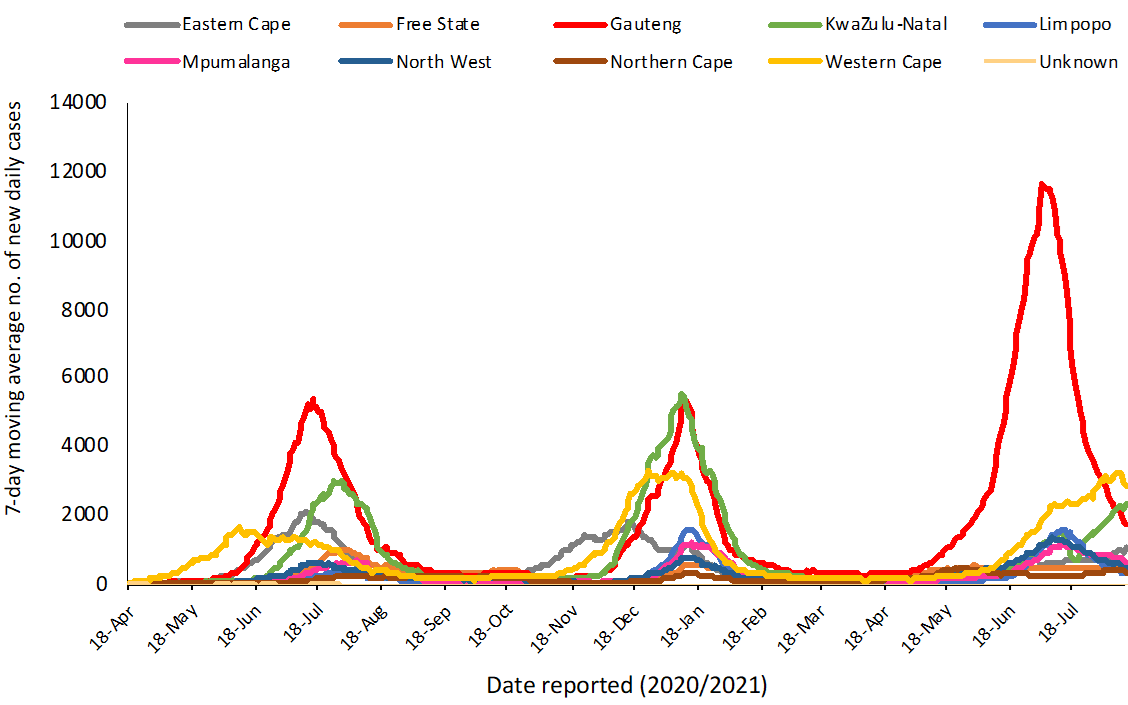 Eastern Cape Free State Gauteng KwaZulu-Natal Limpopo
Mpumalanga North West Northern Cape Western Cape Unknown
7-day moving average no. of new daily cases
14000
12000
10000
8000
6000
4000
2000
0
18-Apr 18-May 18-Jun 18-Jul 18-Aug 18-Sep 18-Oct 18-Nov 18-Dec 18-Jan 18-Feb 18-Mar 18-Apr 18-May 18-Jun 18-Jul
Date reported (2020/2021)